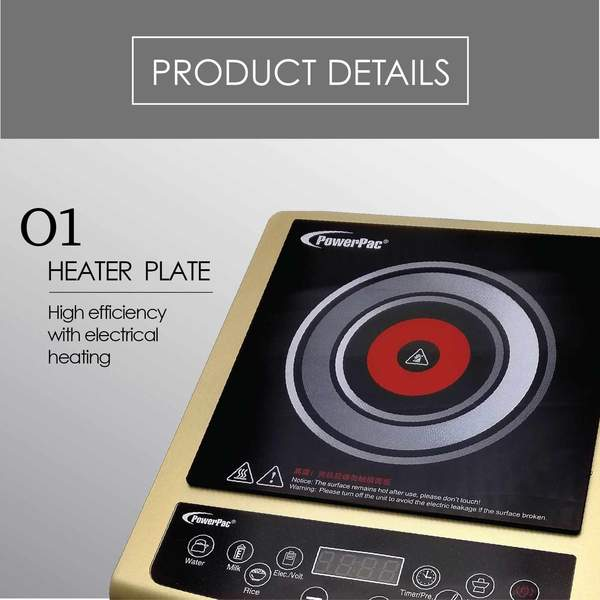 PRODUCT DETAILS
01
HEATER PLATE
High efficiency
with electrical
heating
PowerPac®
Notice: The surface remains hot after use, please don't touch!
Warning: Please turn off the unit to avoid the electric leakage if the surface broken.
PowerPac®
Water
Milk
Rice
Elec./Volt.
Timer/Pre.